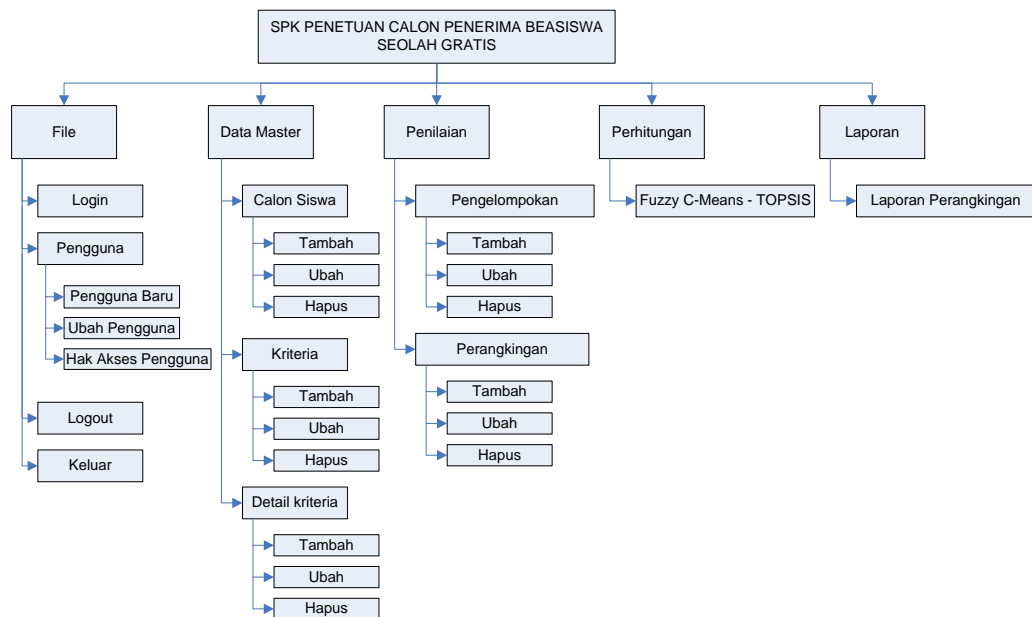 SPK PENETUAN CALON PENERIMA BEASISWA
SEOLAH GRATIS
File
Login
Pengguna
Pengguna Baru
Ubah Pengguna
Hak Akses Pengguna
Logout
Keluar
Data Master
Calon Siswa
Tambah
Ubah
Hapus
Kriteria
Tambah
Ubah
Hapus
Detail kriteria
Tambah
Ubah
Hapus
Penilaian
Pengelompokan
Tambah
Ubah
Hapus
Perangkingan
Tambah
Ubah
Hapus
Perhitungan
Fuzzy C-Means - TOPSIS
Laporan
Laporan Perangkingan